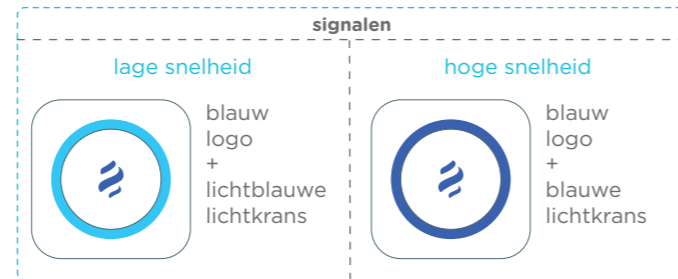 signalen
lage snelheid
blauw
logo
+
lichtblauwe
lichtkrans
hoge snelheid
blauw
logo
+
blauwe
lichtkrans